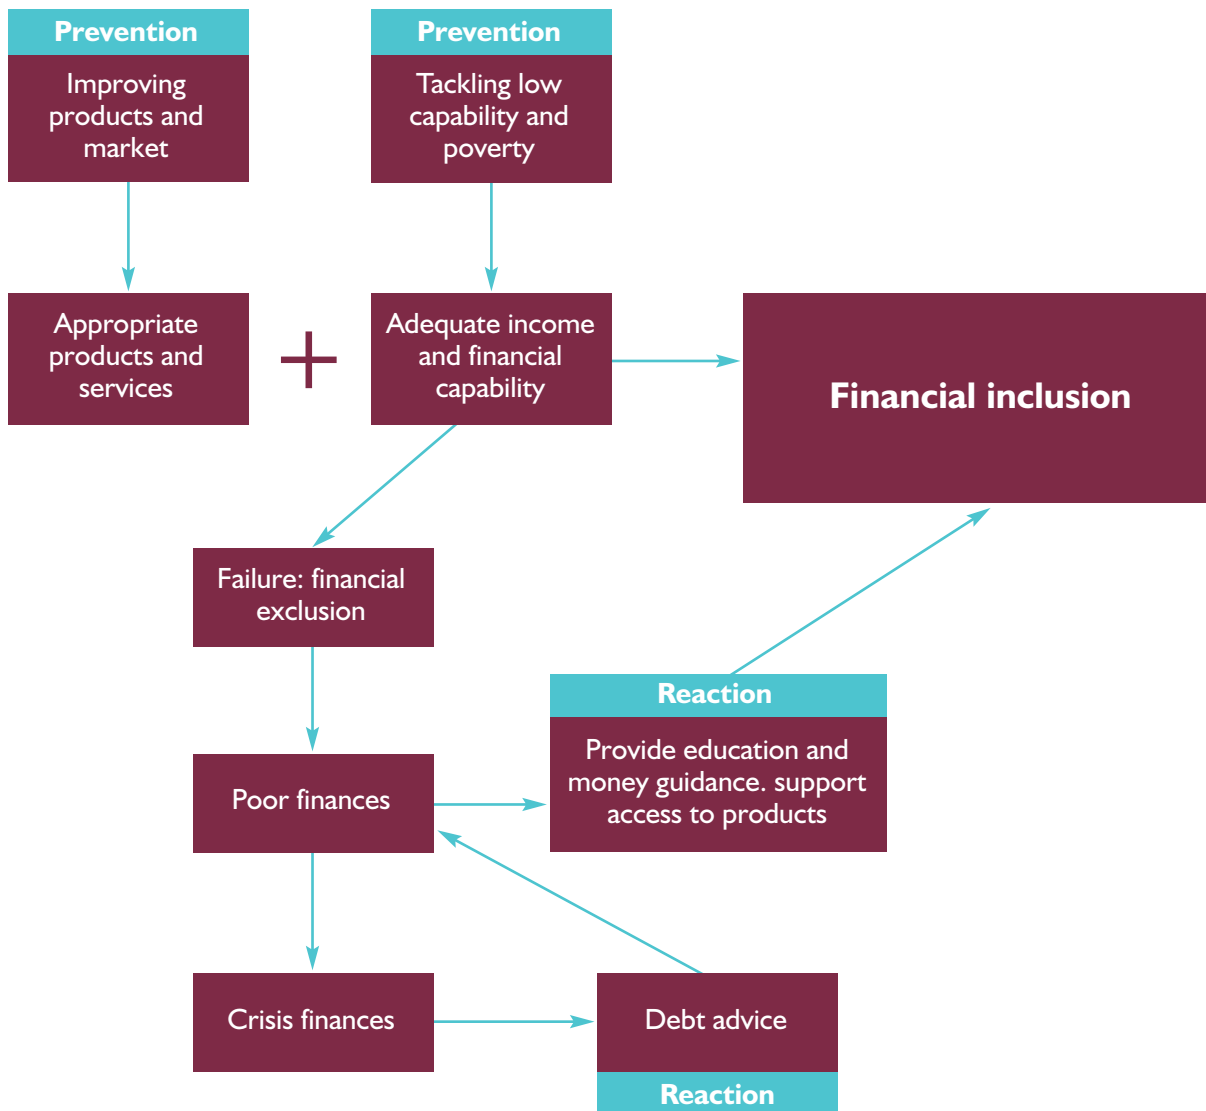 Prevention
Improving
products and
market
Prevention
Tackling low
capability and
poverty
Appropriate
products and
services
+
Adequate income
and financial
capability
Financial inclusion
Failure: financial
exclusion
Reaction
Provide education and
money guidance. support
access to products
Poor finances
Crisis finances
Debt advice
Reaction